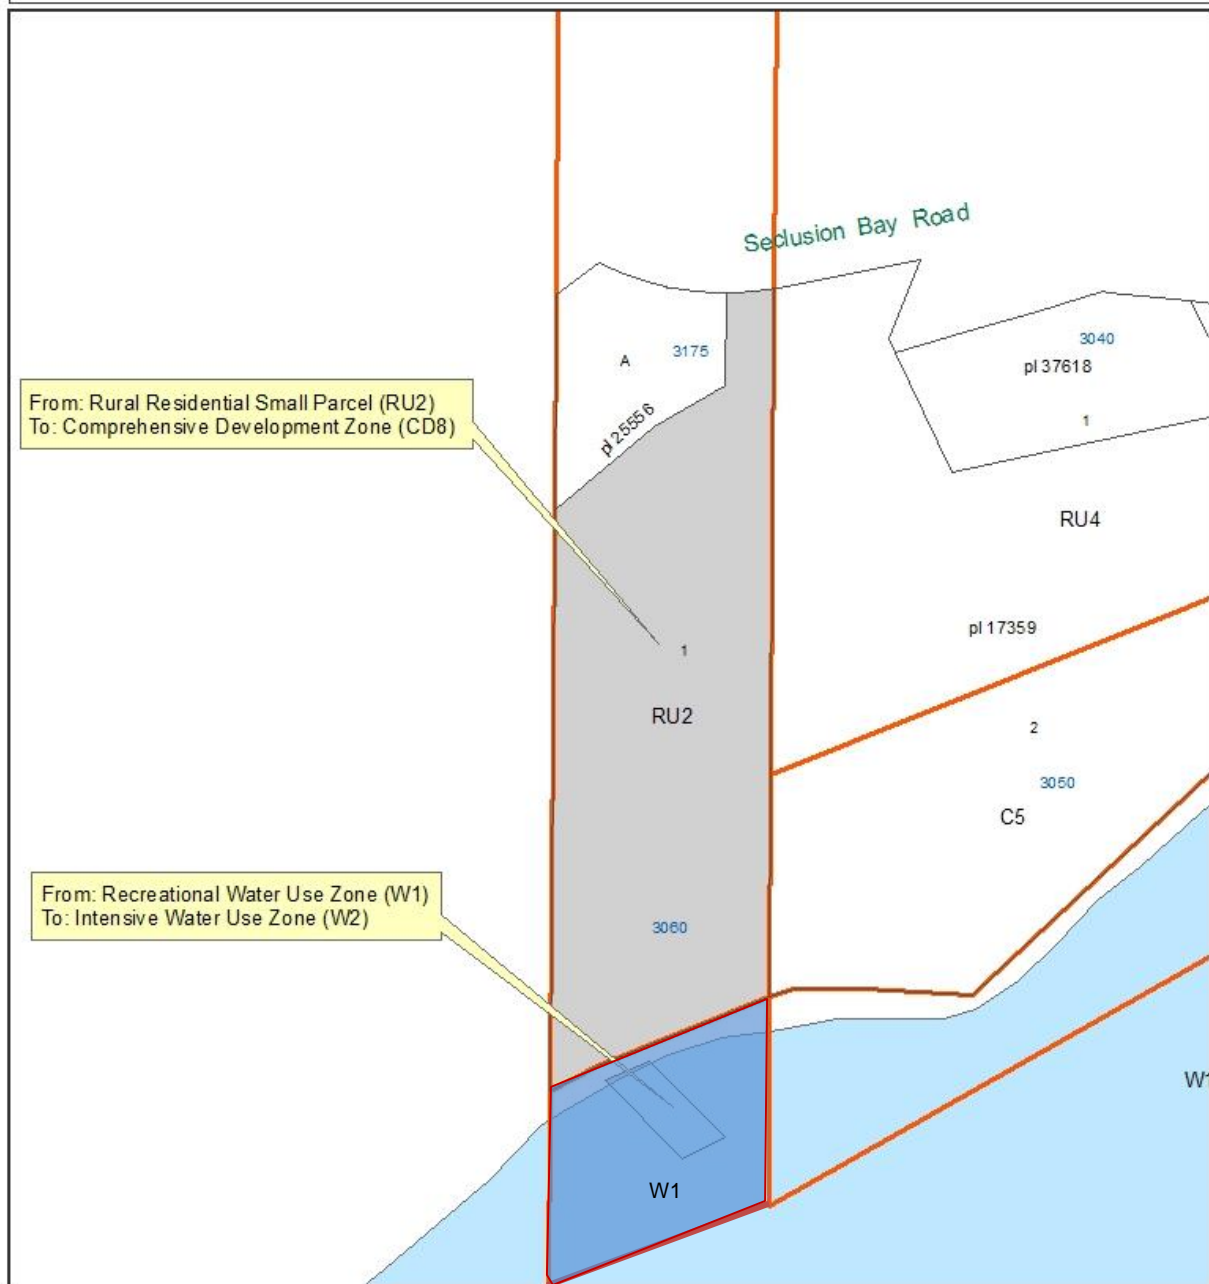 Seclusion Bay Road
3175
A
3040
pl 37618
From: Rural Residential Small Parcel (RU2)
To: Comprehensive Development Zone (CD8)
pl 25556
1
RU4
pl 17359
1
RU2
2
3050
C5
From: Recreational Water Use Zone (W1)
To: Intensive Water Use Zone (W2)
3060
W1
W1